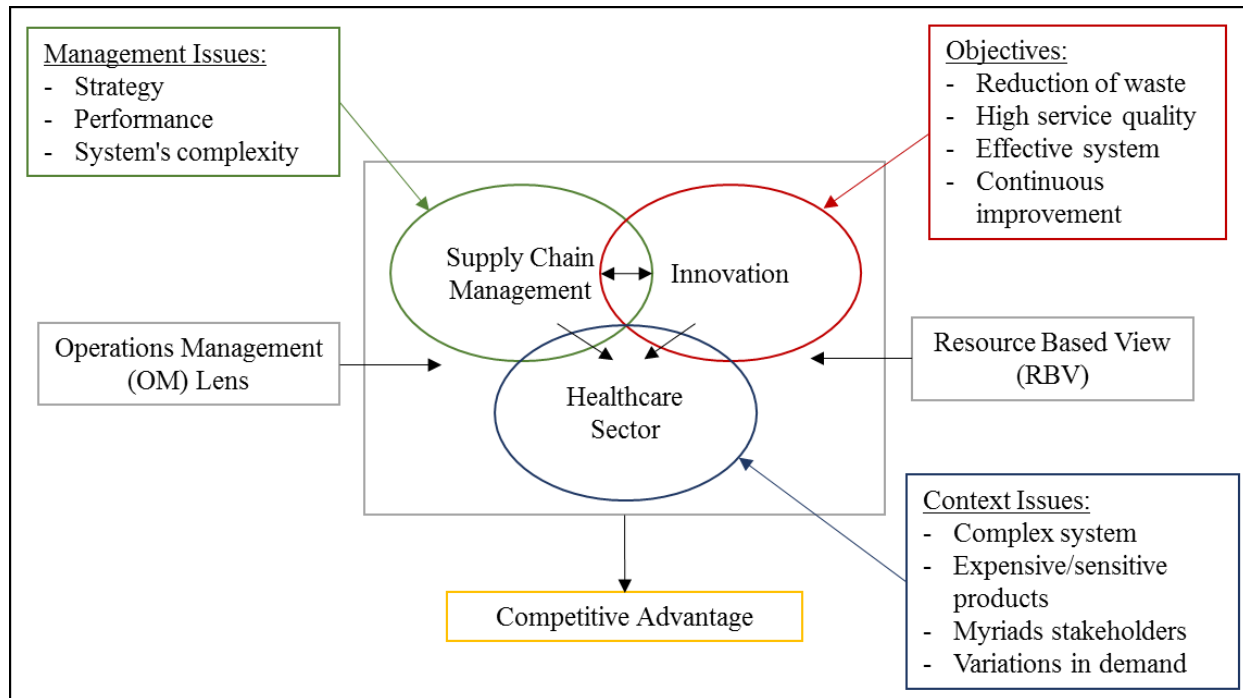 Management Issues:
- Strategy
- Performance
- System's complexity
Objectives:
- Reduction of waste
- High service quality
- Effective system
- Continuous
improvement
Supply Chain
Management
Innovation
Operations Management
(OM) Lens
Resource Based View
(RBV)
Healthcare
Sector
Context Issues:
- Complex system
- Expensive/sensitive
products
- Myriads stakeholders
- Variations in demand
Competitive Advantage